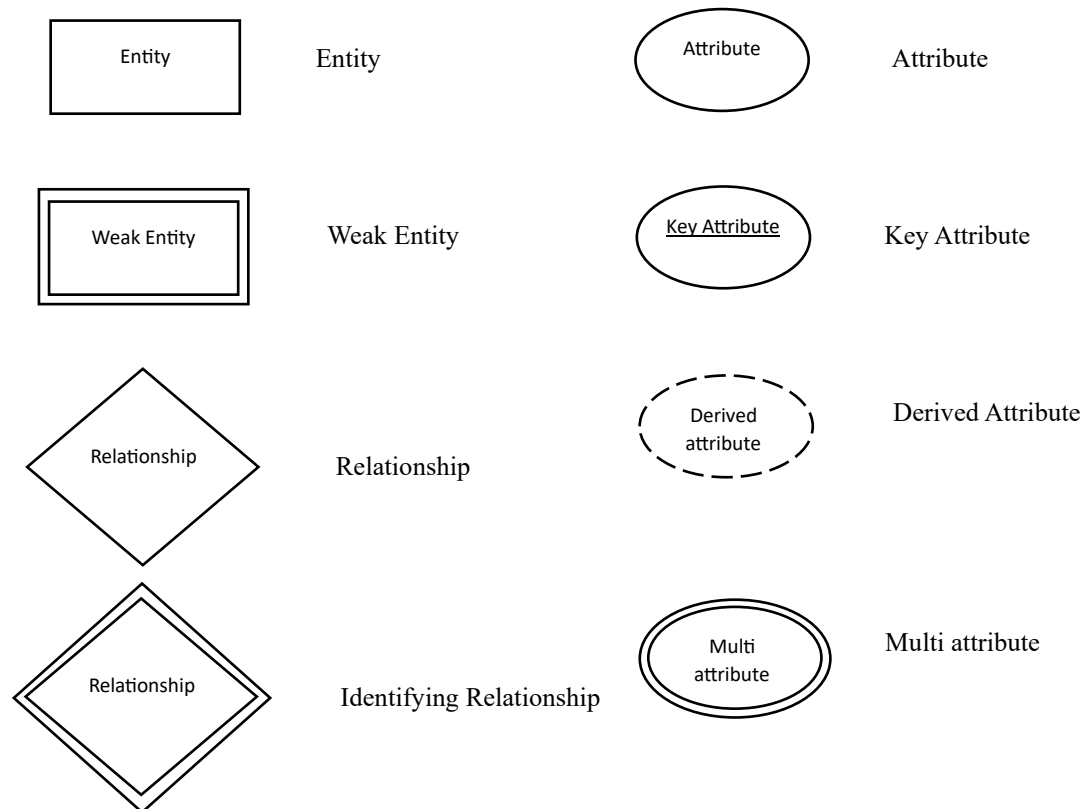 Entity
Entity
Attribute
Attribute
Weak Entity
Weak Entity
Key Attribute
Key Attribute
Relationship
Relationship
Derived
attribute
Derived Attribute
Relationship
Identifying Relationship
Multi
attribute
Multi attribute